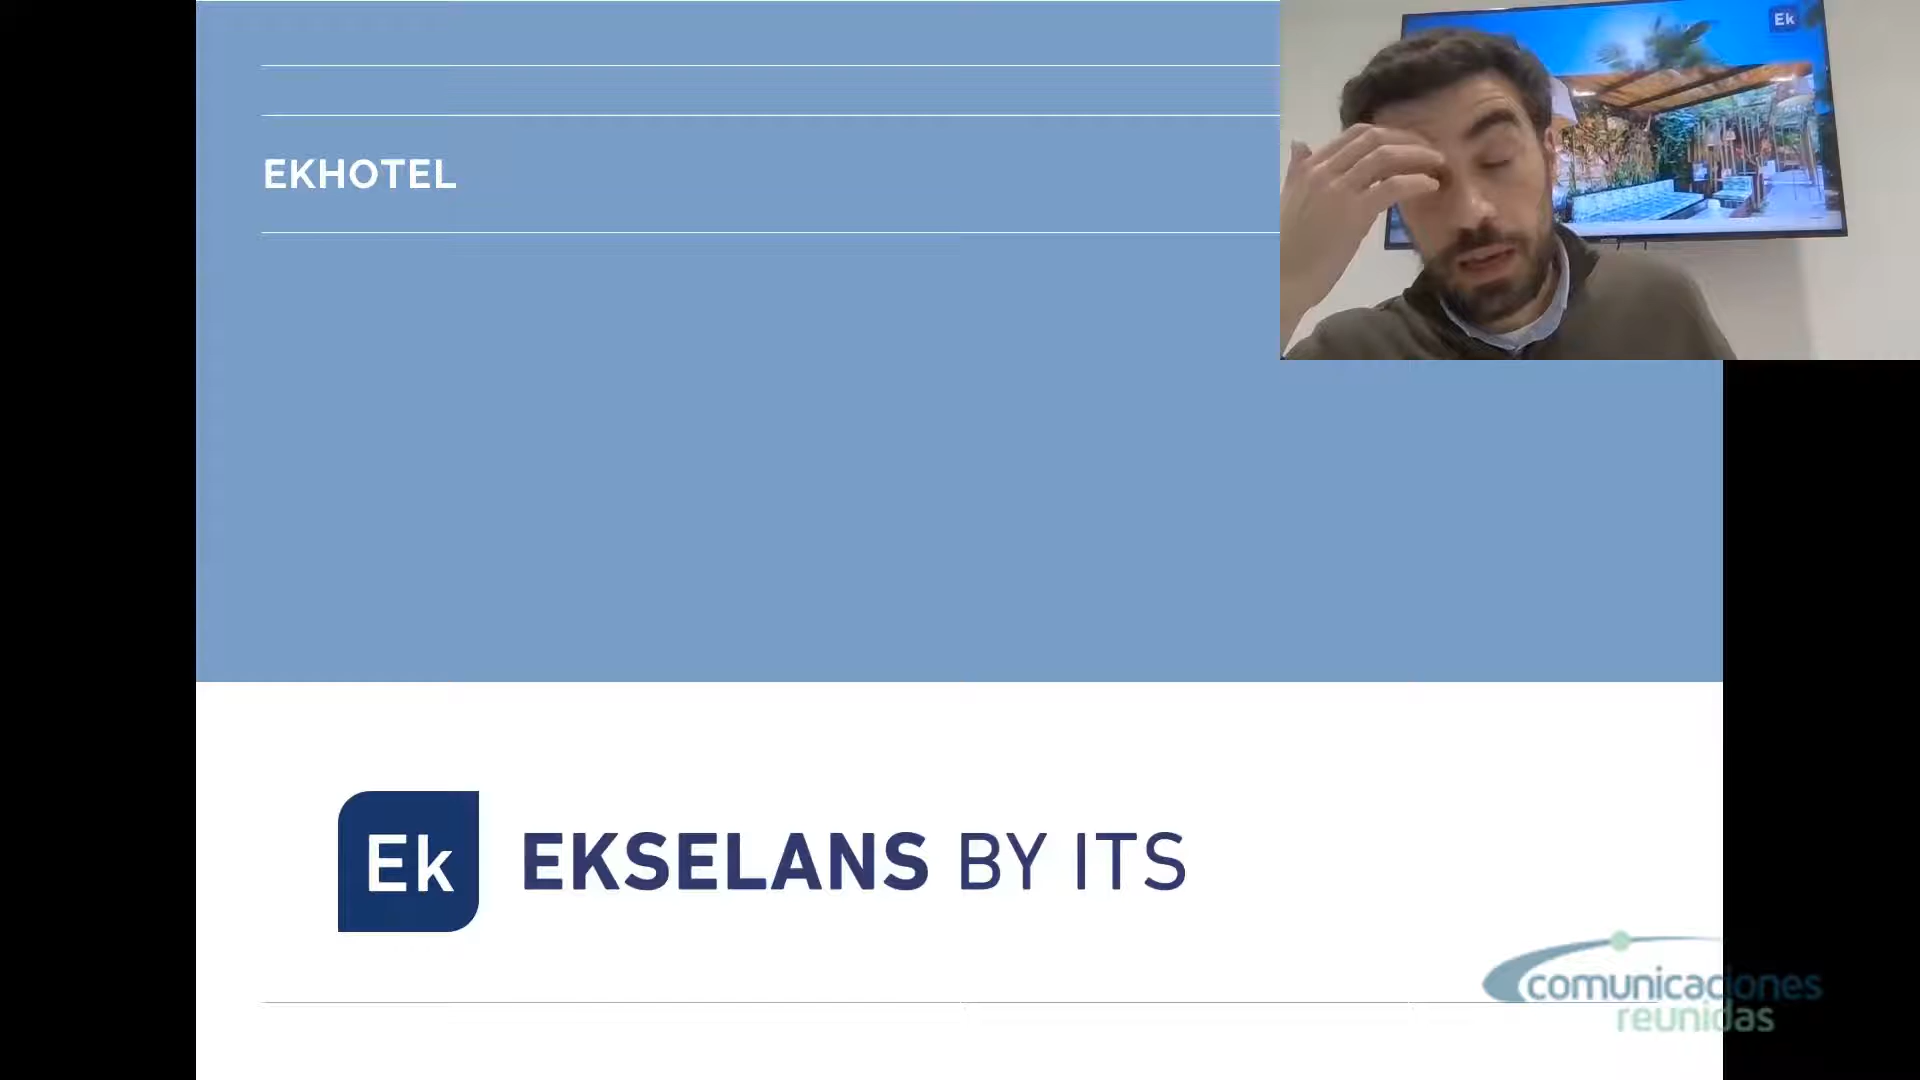 Ek
EKHOTEL
Ek
EKSELANS BY ITS
comunicaciones
reunidas